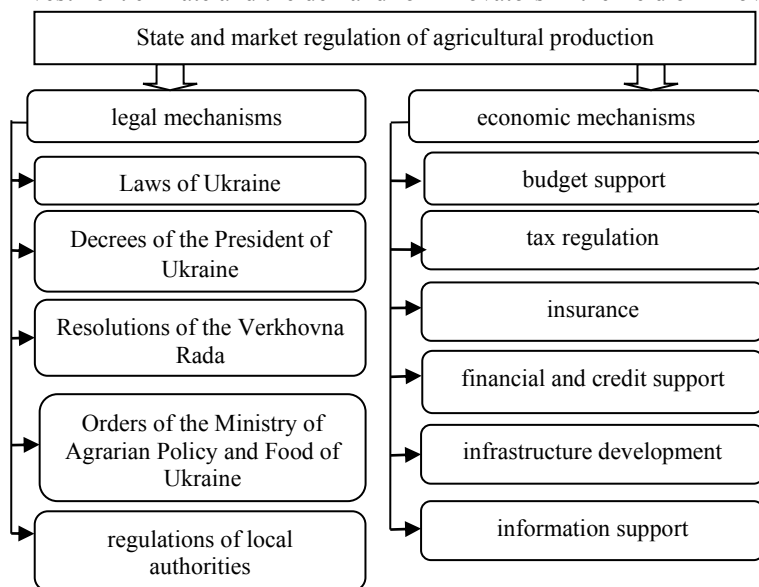 State and market regulation of agricultural production
legal mechanisms
Laws of Ukraine
Decrees of the President of
Ukraine
Resolutions of the Verkhovna
Rada
Orders of the Ministry of
Agrarian Policy and Food of
Ukraine
regulations of local
authorities
economic mechanisms
budget support
tax regulation
insurance
financial and credit support
infrastructure development
information support